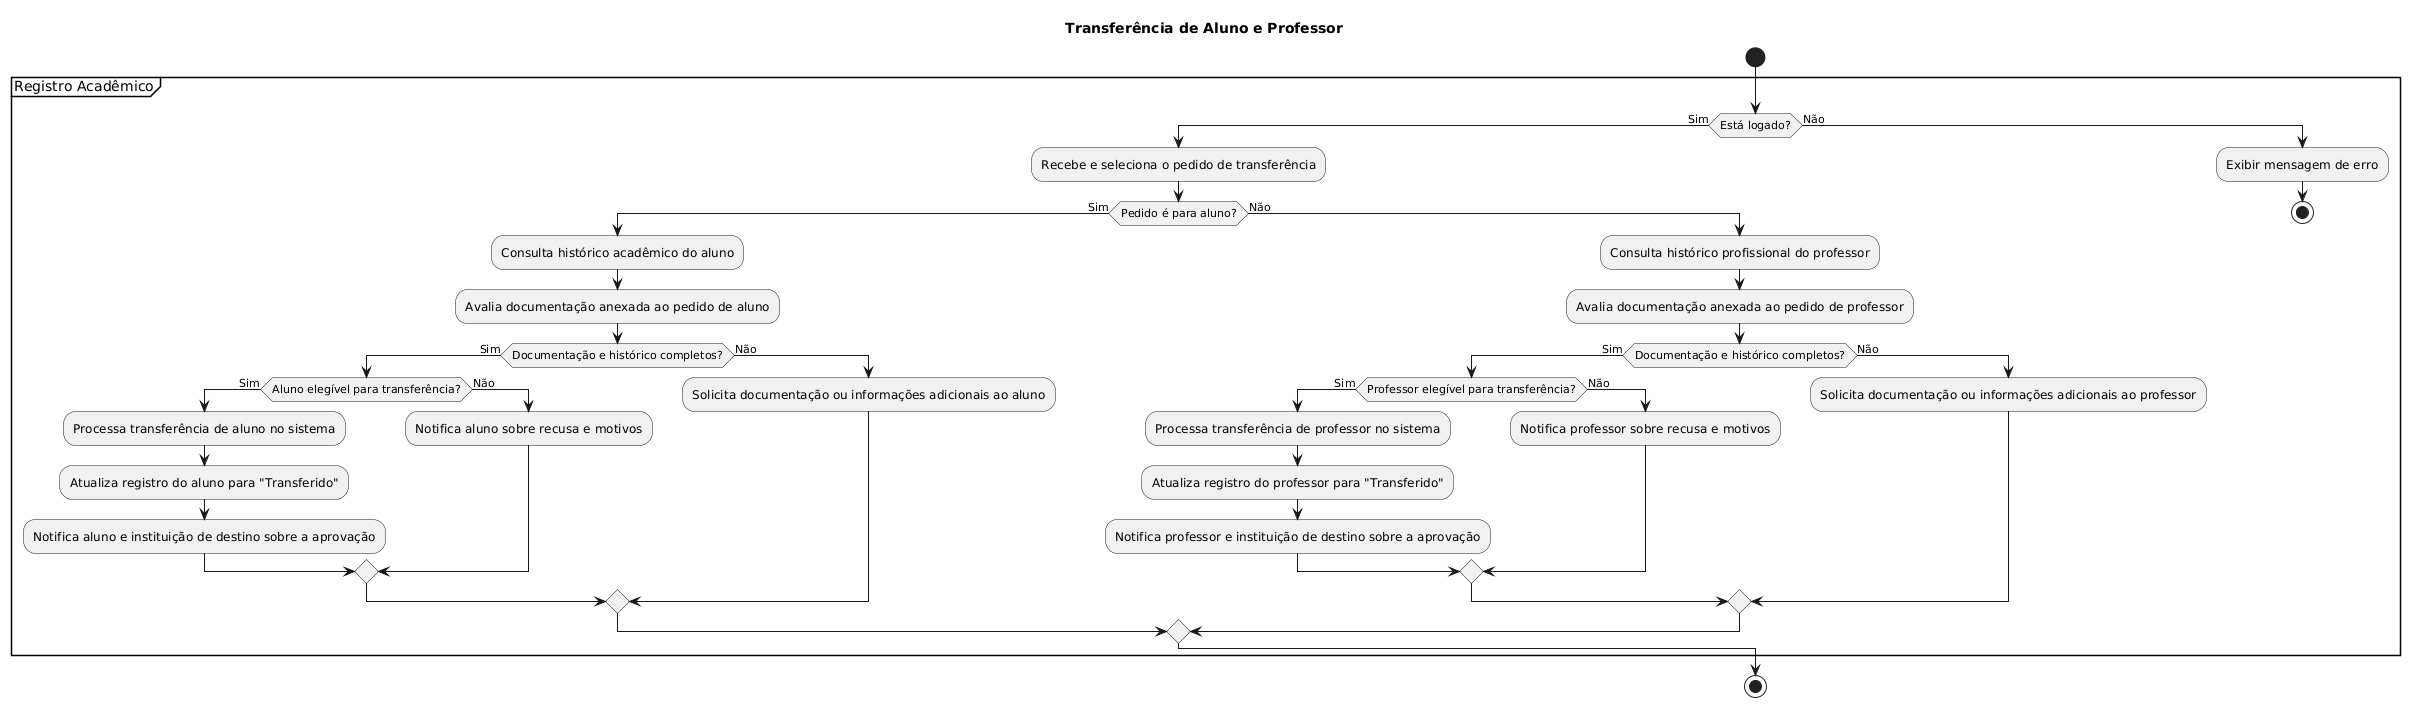 Transferência de Aluno e Professor
Registro Acadêmico
Sim
Está logado?
Não
Recebe e seleciona o pedido de transferência
Exibir mensagem de erro
Sim
Pedido é para aluno?
Não
Consulta histórico acadêmico do aluno
Consulta histórico profissional do professor
Avalia documentação anexada ao pedido de aluno
Avalia documentação anexada ao pedido de professor
Sim
Documentação e histórico completos?
Não
Sim
Documentação e histórico completos?
Não
Sim
Aluno elegível para transferência?
Não
Solicita documentação ou informações adicionais ao aluno
Sim
Professor elegível para transferência?
Não
Solicita documentação ou informações adicionais ao professor
Processa transferência de aluno no sistema
Notifica aluno sobre recusa e motivos
Processa transferência de professor no sistema
Notifica professor sobre recusa e motivos
Atualiza registro do aluno para "Transferido"
Atualiza registro do professor para "Transferido"
Notifica aluno e instituição de destino sobre a aprovação
Notifica professor e instituição de destino sobre a aprovação